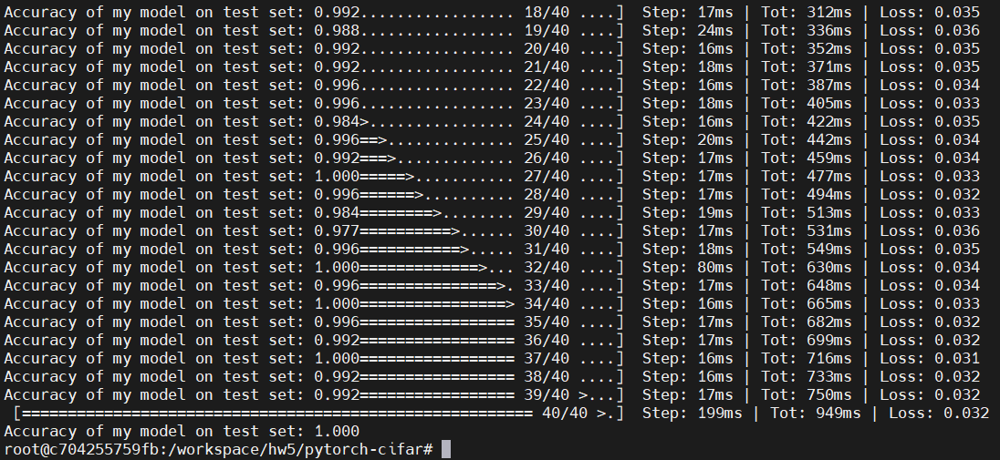 Accuracy of my model on test set: 0.992................. 18/40 ....]  Step: 17ms | Tot: 312ms | Loss: 0.035
Accuracy of my model on test set: 0.988................. 19/40 ....]  Step: 24ms | Tot: 336ms | Loss: 0.036
Accuracy of my model on test set: 0.992................. 20/40 ....]  Step: 16ms | Tot: 352ms | Loss: 0.035
Accuracy of my model on test set: 0.992................. 21/40 ....]  Step: 18ms | Tot: 371ms | Loss: 0.035
Accuracy of my model on test set: 0.996................. 22/40 ....]  Step: 16ms | Tot: 387ms | Loss: 0.034
Accuracy of my model on test set: 0.996................. 23/40 ....]  Step: 18ms | Tot: 405ms | Loss: 0.033
Accuracy of my model on test set: 0.984>................ 24/40 ....]  Step: 16ms | Tot: 422ms | Loss: 0.035
Accuracy of my model on test set: 0.996==>.............. 25/40 ....]  Step: 20ms | Tot: 442ms | Loss: 0.034
Accuracy of my model on test set: 0.992===>............. 26/40 ....]  Step: 17ms | Tot: 459ms | Loss: 0.034
Accuracy of my model on test set: 1.000=====>........... 27/40 ....]  Step: 17ms | Tot: 477ms | Loss: 0.033
Accuracy of my model on test set: 0.996======>.......... 28/40 ....]  Step: 17ms | Tot: 494ms | Loss: 0.032
Accuracy of my model on test set: 0.984========>........ 29/40 ....]  Step: 19ms | Tot: 513ms | Loss: 0.033
Accuracy of my model on test set: 0.977==========>...... 30/40 ....]  Step: 17ms | Tot: 531ms | Loss: 0.036
Accuracy of my model on test set: 0.996===========>..... 31/40 ....]  Step: 18ms | Tot: 549ms | Loss: 0.035
Accuracy of my model on test set: 1.000=============>... 32/40 ....]  Step: 80ms | Tot: 630ms | Loss: 0.034
Accuracy of my model on test set: 0.996===============>. 33/40 ....]  Step: 17ms | Tot: 648ms | Loss: 0.034
Accuracy of my model on test set: 1.000================> 34/40 ....]  Step: 16ms | Tot: 665ms | Loss: 0.033
Accuracy of my model on test set: 0.996================= 35/40 ....]  Step: 17ms | Tot: 682ms | Loss: 0.032
Accuracy of my model on test set: 0.992================= 36/40 ....]  Step: 17ms | Tot: 699ms | Loss: 0.032
Accuracy of my model on test set: 1.000================= 37/40 ....]  Step: 16ms | Tot: 716ms | Loss: 0.031
Accuracy of my model on test set: 0.992================= 38/40 ....]  Step: 16ms | Tot: 733ms | Loss: 0.032
Accuracy of my model on test set: 0.992================= 39/40 >...]  Step: 17ms | Tot: 750ms | Loss: 0.032
 [======================================================== 40/40 >.]  Step: 199ms | Tot: 949ms | Loss: 0.032
Accuracy of my model on test set: 1.000
root@c704255759fb:/workspace/hw5/pytorch-cifar#